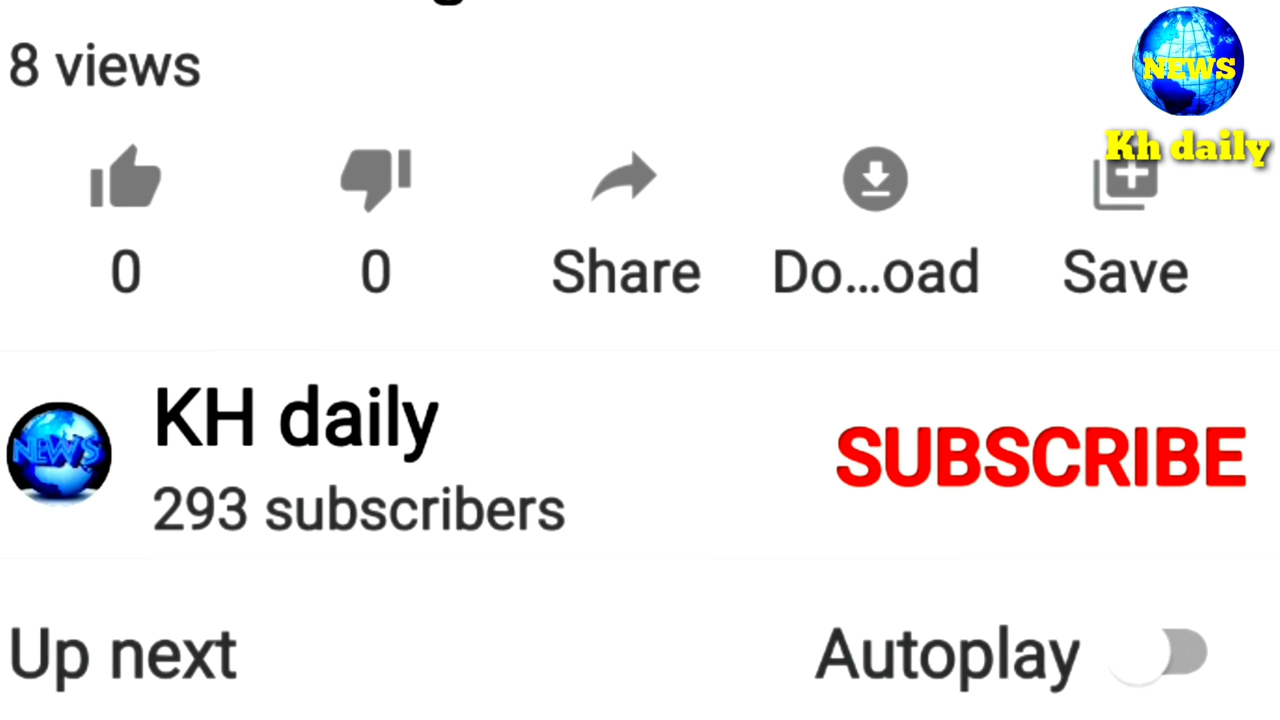 8 views
NEWS
Kh daily
0 0 Share Do...oad Save
NEWS
KH daily
293 subscribers
SUBSCRIBE
Up next Autoplay